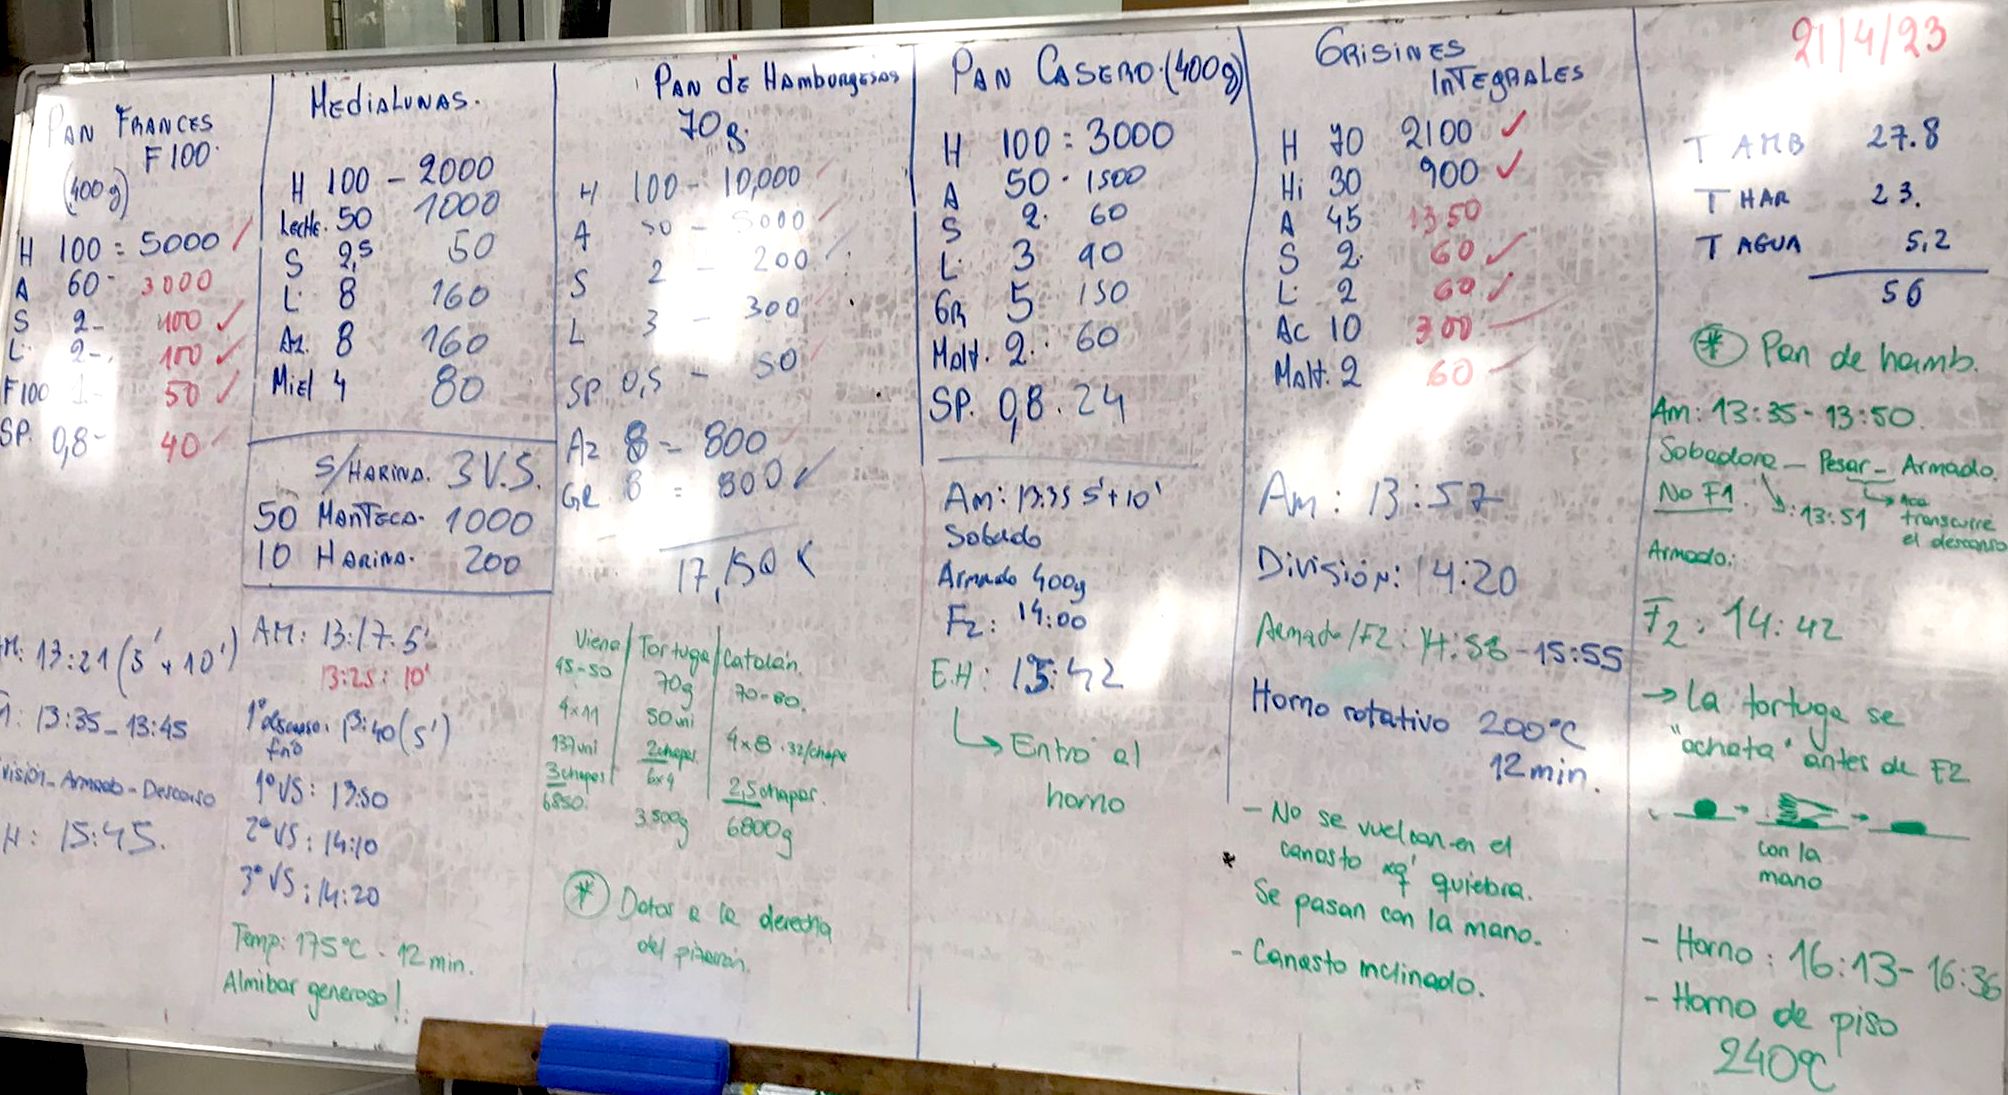 PAN FRANCES
F100
(400g)
H 100 = 5000
A 60 - 3000
S 2 - 100
L 2 - 100
F100 1 - 50
SP. 0,8 - 40
AM: 13:21 (5' + 10')
13:35 - 13:45
visión - Armado - Descanso
H: 15:45.
MEDIALUNAS.
H 100 - 2000
Leche. 50 1000
S 2,5 50
L 8 160
Az. 8 160
Miel 4 80
S/HARINA. 3 V.S.
50 MANTECA. 1000
10 HARINA. 200
AM: 13:17. 5'
13:25: 10'
1° descanso: 13:40 (5')
frío
1° VS: 13:50
2° VS: 14:10
3° VS: 14:20
Temp: 175°C - 12 min.
Almibar generoso!
PAN de Hamburgesas
70g.
H 100 - 10,000
A 50 - 5000
S 2 - 200
L 3 - 300
SP 0,5 - 50
Az 8 = 800
GR 8 = 800
17,150 K
Viena / Tortuga / Catalán.
45-50 70g 70-80.
4x11 50 uni 4x8 . 32/chapa
137 uni 2 chapas 2,5 chapas.
3 chapas 6x4
6850. 3500g 6800g
* Datos a la derecha
del pizarrón.
PAN CASERO. (400g)
H 100 = 3000
A 50 - 1500
S 2. 60
L 3 90
GR 5 150
Malt. 2. 60
SP. 0,8 . 24
Am: 13:35 5'+10'
Sobado
Armado 400g
F2: 14:00
E.H: 15:42
Entró al
horno
GRISINES
INTEGRALES
H 70 2100
Hi 30 900
A 45 1350
S 2. 60
L 2 60
Ac 10 300
Malt. 2 60
Am: 13:57
División: 14:20
Armado/F2: 14:58 - 15:55
Horno rotativo 200°C
12 min.
- No se vuelcan en el
canasto xq' quiebra.
Se pasan con la mano.
- Canasto inclinado.
21/4/23
T AMB 27.8
T HAR 23.
T AGUA 5,2
56
* Pan de hamb.
Am: 13:35 - 13:50.
Sobadora - Pesar - Armado.
No F1 : 13:51 Aca
transcurre
el descanso
Armado:
F2: 14:42
→ La tortuga se
"achata" antes de F2
con la
mano
- Horno: 16:13 - 16:36
- Horno de piso
240°C